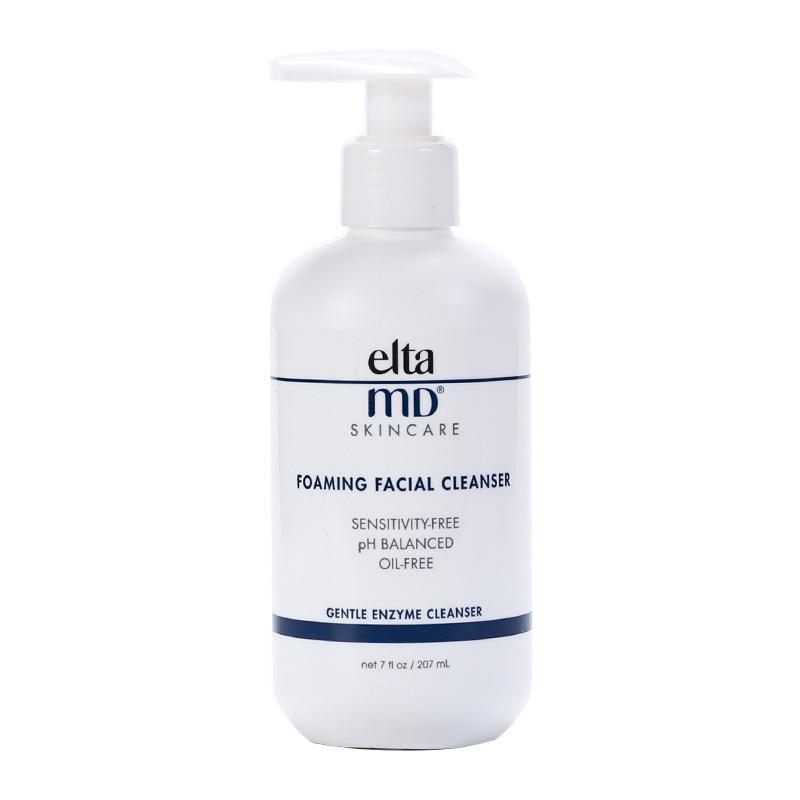 elta
MD®
SKINCARE
FOAMING FACIAL CLEANSER
SENSITIVITY-FREE
pH BALANCED
OIL-FREE
GENTLE ENZYME CLEANSER
net 7 fl oz / 207 mL